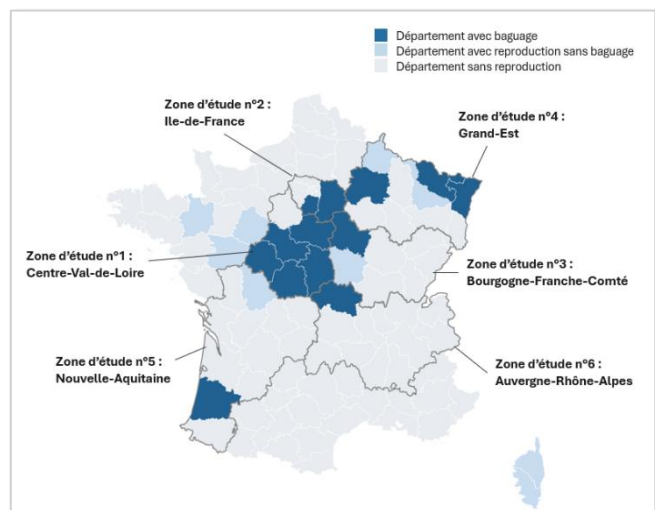 Département avec baguage
Département avec reproduction sans baguage
Département sans reproduction
Zone d'étude n°2 :
Ile-de-France
Zone d'étude n°4 :
Grand-Est
Zone d'étude n°1 :
Centre-Val-de-Loire
Zone d'étude n°3 :
Bourgogne-Franche-Comté
Zone d'étude n°5 :
Nouvelle-Aquitaine
Zone d'étude n°6 :
Auvergne-Rhône-Alpes